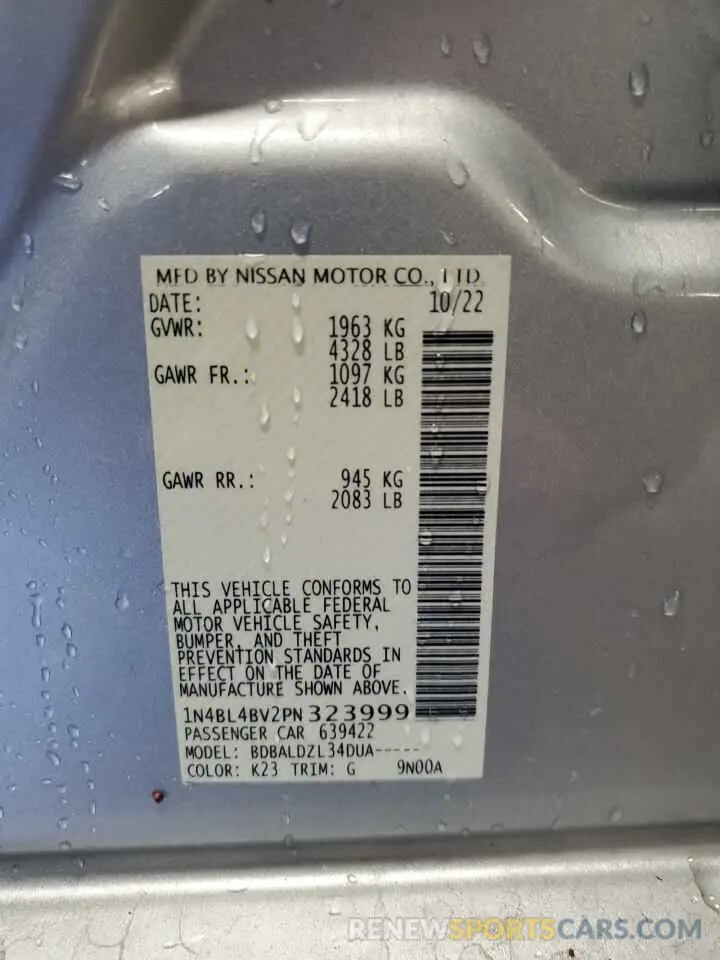 MFD BY NISSAN MOTOR CO., LTD.
DATE: 10/22
GVWR: 1963 KG
4328 LB
GAWR FR.: 1097 KG
2418 LB
GAWR RR.: 945 KG
2083 LB
THIS VEHICLE CONFORMS TO
ALL APPLICABLE FEDERAL
MOTOR VEHICLE SAFETY,
BUMPER, AND THEFT
PREVENTION STANDARDS IN
EFFECT ON THE DATE OF
MANUFACTURE SHOWN ABOVE.
1N4BL4BV2PN323999
PASSENGER CAR 639422
MODEL: BDBALDZL34DUA-----
COLOR: K23 TRIM: G 9N00A
RENEWSPORTSCARS.COM